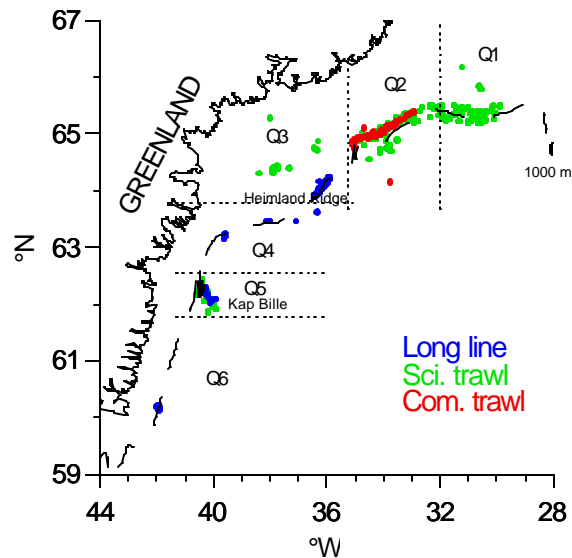 67
65
63
61
59
°N
GREENLAND
Q1
Q2
Q3
1000 m
Heimland Ridge
Q4
Q5
Kap Bille
Q6
Long line
Sci. trawl
Com. trawl
44 40 36 32 28
°W